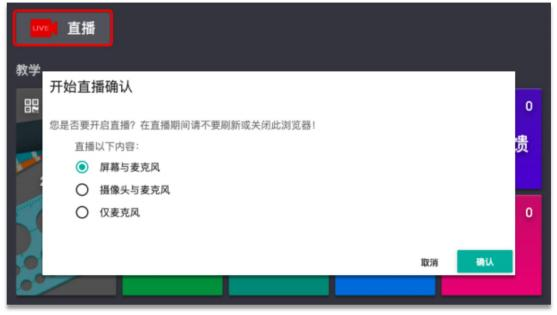 LIVE 直播
教学
开始直播确认
0
您是否要开启直播？在直播期间请不要刷新或关闭此浏览器！
直播以下内容：
屏幕与麦克风
馈
摄像头与麦克风
仅麦克风
0
取消 确认